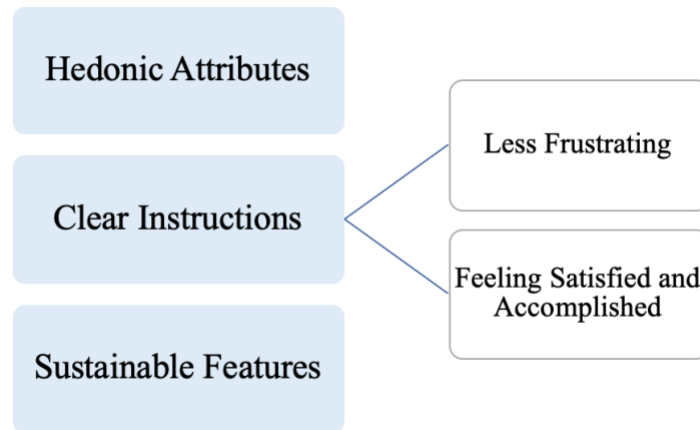 Hedonic Attributes
Clear Instructions
Sustainable Features
Less Frustrating
Feeling Satisfied and
Accomplished